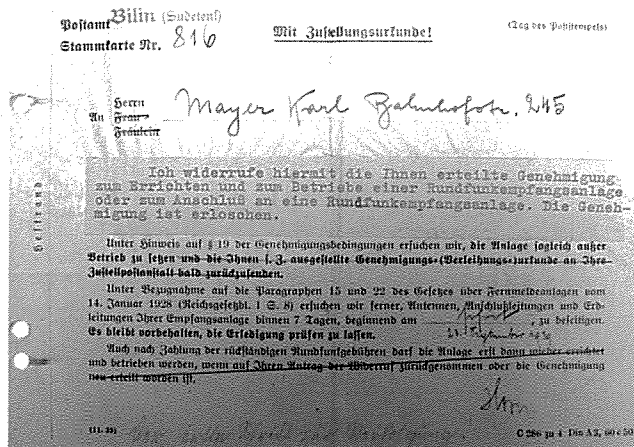 Postamt Bilin (Sudetenl)
Stammkarte Nr. 816
Mit Zustellungsurkunde!
(Tag des Poststempels)
Herrn
An Frau
Fräulein
Mayer Karl Bahnhofstr. 245
Heftrand
Ich widerrufe hiermit die Ihnen erteilte Genehmigung
zum Errichten und zum Betriebe einer Rundfunkempfangsanlage
oder zum Anschluß an eine Rundfunkempfangsanlage. Die Geneh-
migung ist erloschen.
Unter Hinweis auf § 19 der Genehmigungsbedingungen ersuchen wir, die Anlage sogleich außer
Betrieb zu setzen und die Ihnen s. Z. ausgestellte Genehmigungs-(Verleihungs-)urkunde an Ihre
Zustellpostanstalt bald zurückzusenden.
Unter Bezugnahme auf die Paragraphen 15 und 22 des Gesetzes über Fernmeldeanlagen vom
14. Januar 1928 (Reichsgesetzbl. I S. 8) ersuchen wir ferner, Antennen, Anschlußleitungen und Erd-
leitungen Ihrer Empfangsanlage binnen 7 Tagen, beginnend am sofort, zu beseitigen.
Es bleibt vorbehalten, die Erledigung prüfen zu lassen.
Auch nach Zahlung der rückständigen Rundfunkgebühren darf die Anlage erst dann wieder errichtet
und betrieben werden, wenn auf Ihren Antrag der Widerruf zurückgenommen oder die Genehmigung
neu erteilt worden ist.
C 286 zu 4 Din A5, 60 c 50